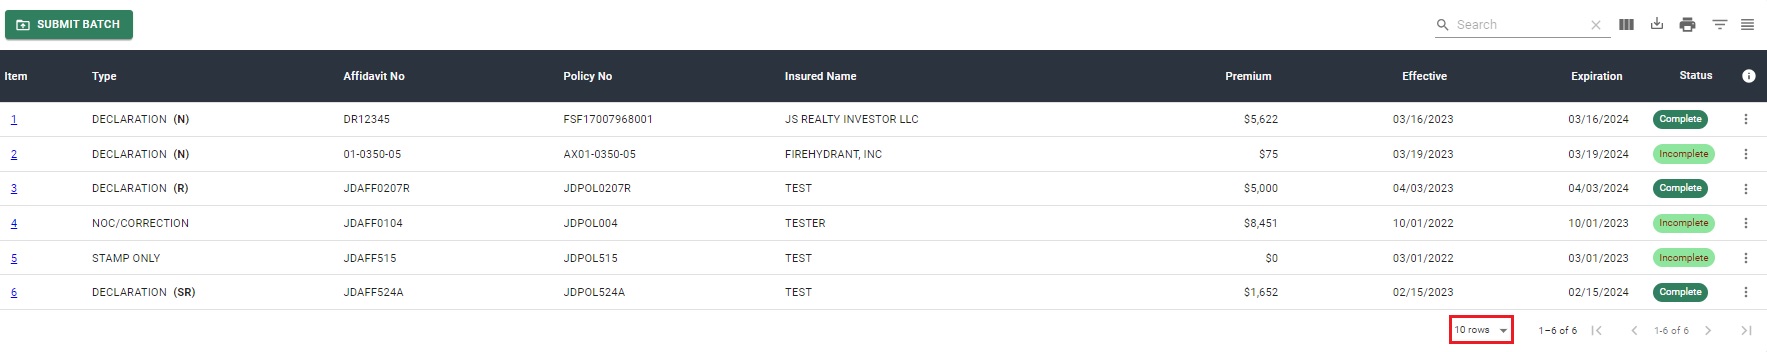 SUBMIT BATCH
Search
Item Type Affidavit No Policy No Insured Name Premium Effective Expiration Status
1 DECLARATION (N) DR12345 FSF17007968001 JS REALTY INVESTOR LLC $5,622 03/16/2023 03/16/2024 Complete
2 DECLARATION (N) 01-0350-05 AX01-0350-05 FIREHYDRANT, INC $75 03/19/2023 03/19/2024 Incomplete
3 DECLARATION (R) JDAFF0207R JDPOL0207R TEST $5,000 04/03/2023 04/03/2024 Complete
4 NOC/CORRECTION JDAFF0104 JDPOL004 TESTER $8,451 10/01/2022 10/01/2023 Incomplete
5 STAMP ONLY JDAFF515 JDPOL515 TEST $0 03/01/2022 03/01/2023 Incomplete
6 DECLARATION (SR) JDAFF524A JDPOL524A TEST $1,652 02/15/2023 02/15/2024 Complete
10 rows 1–6 of 6 1-6 of 6